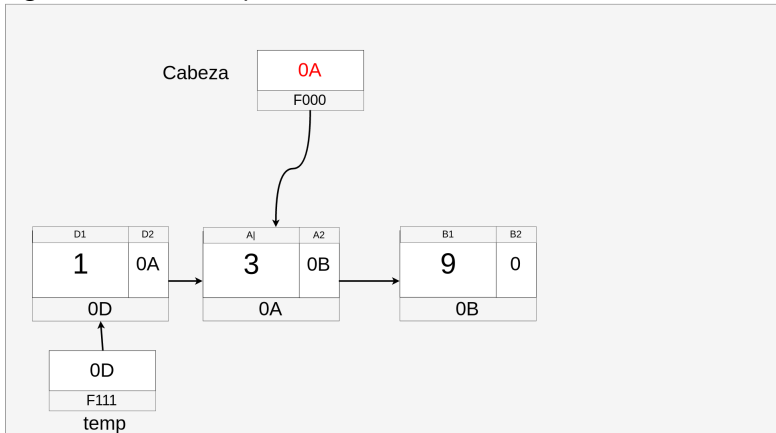 Cabeza
0A
F000
D1 D2 A| A2 B1 B2
1 0A 3 0B 9 0
0D 0A 0B
0D
F111
temp